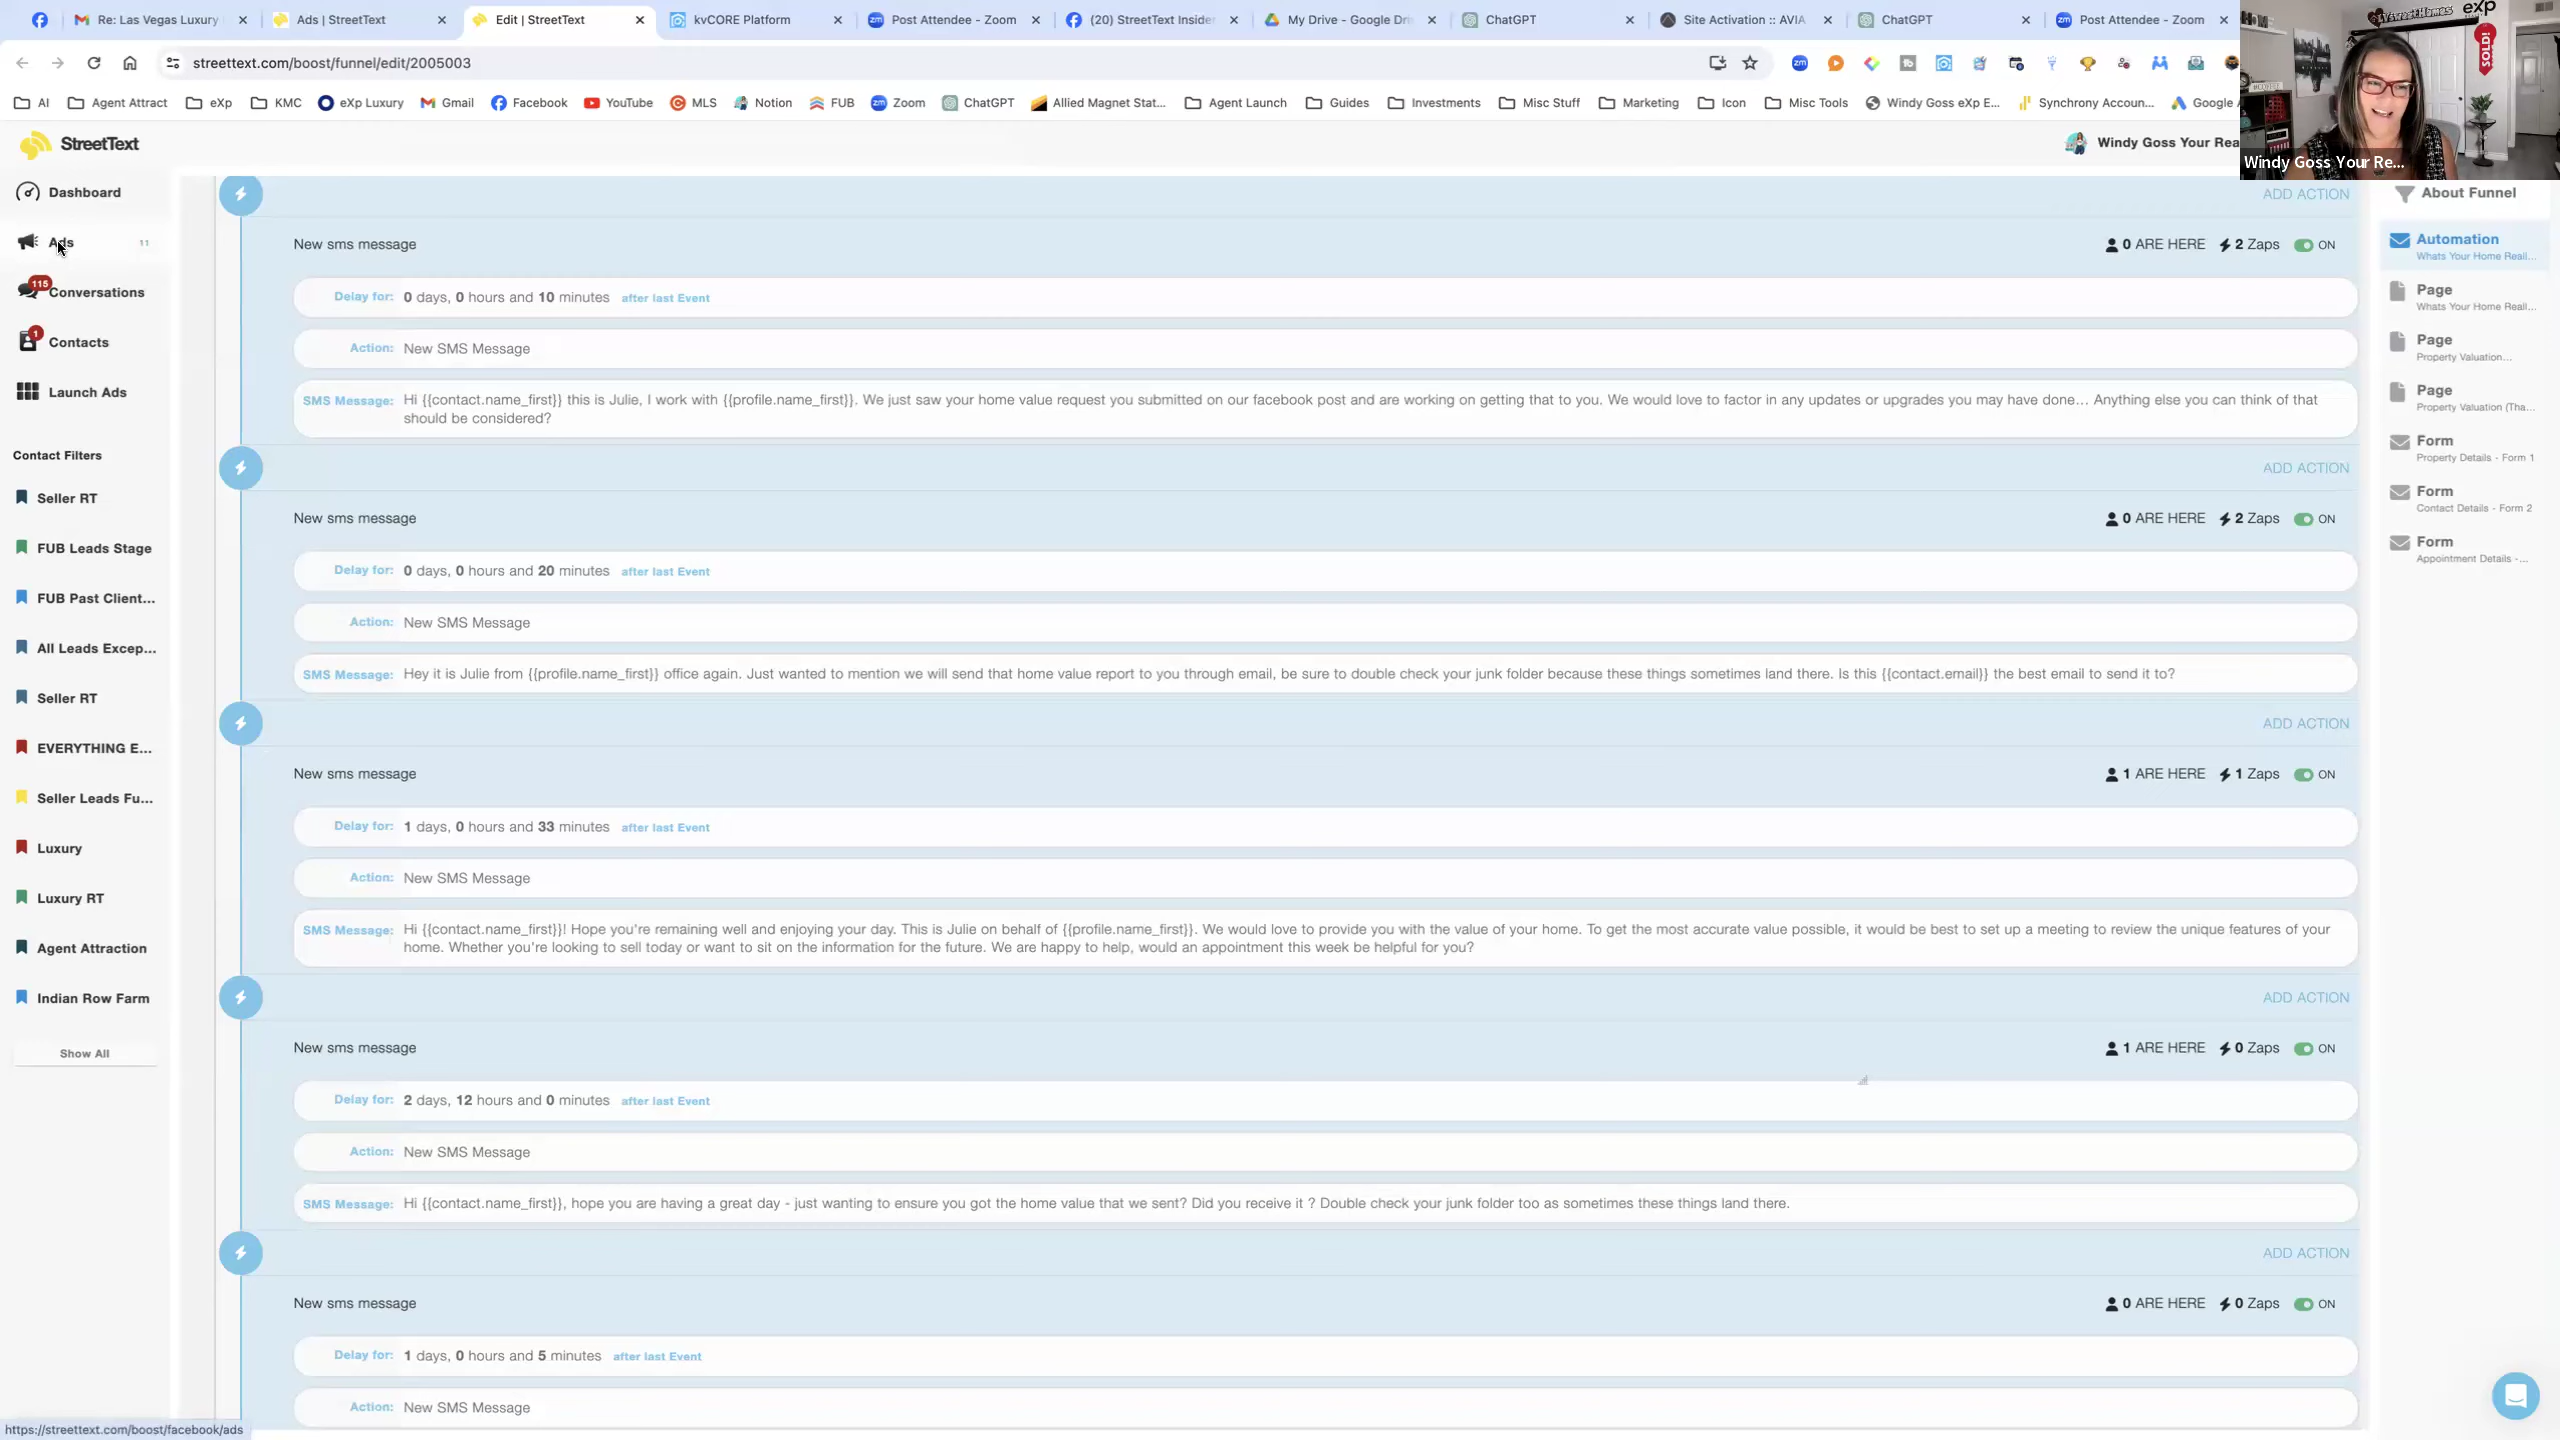 Re: Las Vegas Luxury
Ads | StreetText
Edit | StreetText
kvCORE Platform
Post Attendee - Zoom
(20) StreetText Insider
My Drive - Google Dri
ChatGPT
Site Activation :: AVIA
ChatGPT
Post Attendee - Zoom
streettext.com/boost/funnel/edit/2005003
AI
Agent Attract
eXp
KMC
eXp Luxury
Gmail
Facebook
YouTube
MLS
Notion
FUB
Zoom
ChatGPT
Allied Magnet Stat...
Agent Launch
Guides
Investments
Misc Stuff
Marketing
Icon
Misc Tools
Windy Goss eXp E...
Synchrony Accoun...
Google A
eXp
SOLD!
Windy Goss Your Re...
StreetText
Windy Goss Your Rea
Dashboard
Ads 11
115 Conversations
1 Contacts
Launch Ads
Contact Filters
Seller RT
FUB Leads Stage
FUB Past Client...
All Leads Excep...
Seller RT
EVERYTHING E...
Seller Leads Fu...
Luxury
Luxury RT
Agent Attraction
Indian Row Farm
Show All
ADD ACTION
New sms message 0 ARE HERE 2 Zaps ON
Delay for: 0 days, 0 hours and 10 minutes after last Event
Action: New SMS Message
SMS Message: Hi {{contact.name_first}} this is Julie, I work with {{profile.name_first}}. We just saw your home value request you submitted on our facebook post and are working on getting that to you. We would love to factor in any updates or upgrades you may have done... Anything else you can think of that
should be considered?
ADD ACTION
New sms message 0 ARE HERE 2 Zaps ON
Delay for: 0 days, 0 hours and 20 minutes after last Event
Action: New SMS Message
SMS Message: Hey it is Julie from {{profile.name_first}} office again. Just wanted to mention we will send that home value report to you through email, be sure to double check your junk folder because these things sometimes land there. Is this {{contact.email}} the best email to send it to?
ADD ACTION
New sms message 1 ARE HERE 1 Zaps ON
Delay for: 1 days, 0 hours and 33 minutes after last Event
Action: New SMS Message
SMS Message: Hi {{contact.name_first}}! Hope you're remaining well and enjoying your day. This is Julie on behalf of {{profile.name_first}}. We would love to provide you with the value of your home. To get the most accurate value possible, it would be best to set up a meeting to review the unique features of your
home. Whether you're looking to sell today or want to sit on the information for the future. We are happy to help, would an appointment this week be helpful for you?
ADD ACTION
New sms message 1 ARE HERE 0 Zaps ON
Delay for: 2 days, 12 hours and 0 minutes after last Event
Action: New SMS Message
SMS Message: Hi {{contact.name_first}}, hope you are having a great day - just wanting to ensure you got the home value that we sent? Did you receive it ? Double check your junk folder too as sometimes these things land there.
ADD ACTION
New sms message 0 ARE HERE 0 Zaps ON
Delay for: 1 days, 0 hours and 5 minutes after last Event
Action: New SMS Message
About Funnel
Automation
Whats Your Home Reall...
Page
Whats Your Home Reall...
Page
Property Valuation...
Page
Property Valuation (Tha...
Form
Property Details - Form 1
Form
Contact Details - Form 2
Form
Appointment Details -...
https://streettext.com/boost/facebook/ads